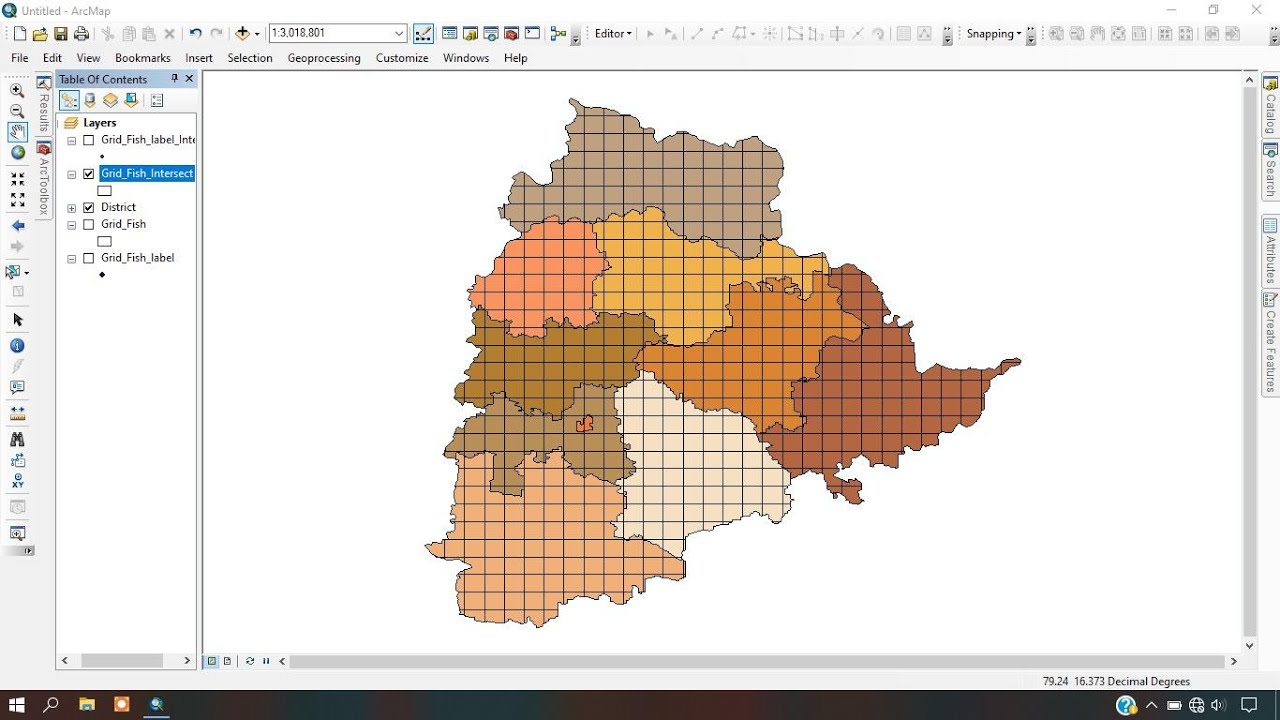 Untitled - ArcMap
1:3,018,801
Editor
Snapping
File Edit View Bookmarks Insert Selection Geoprocessing Customize Windows Help
Table Of Contents
Layers
Grid_Fish_label_Inte
Grid_Fish_Intersect
District
Grid_Fish
Grid_Fish_label
Results
ArcToolbox
XY
Catalog
Search
Attributes
Create Features
79.24 16.373 Decimal Degrees